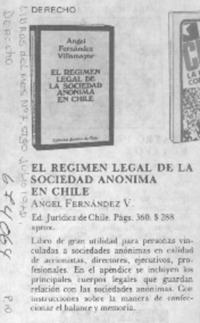 DERECHO
Angel
Fernández
Villamayor
EL REGIMEN
LEGAL DE
LA SOCIEDAD
ANONIMA
EN CHILE
EL REGIMEN LEGAL DE LA
SOCIEDAD ANONIMA
EN CHILE
ANGEL FERNÁNDEZ V.
Ed. Jurídica de Chile. Págs. 360. $ 288
aprox.
Libro de gran utilidad para personas vin-
culadas a sociedades anónimas en calidad
de accionistas, directores, ejecutivos, pro-
fesionales. En el apéndice se incluyen los
principales cuerpos legales que guardan
relación con las sociedades anónimas. Con
instrucciones sobre la manera de confec-
cionar el balance y memoria.
Derecho
674064